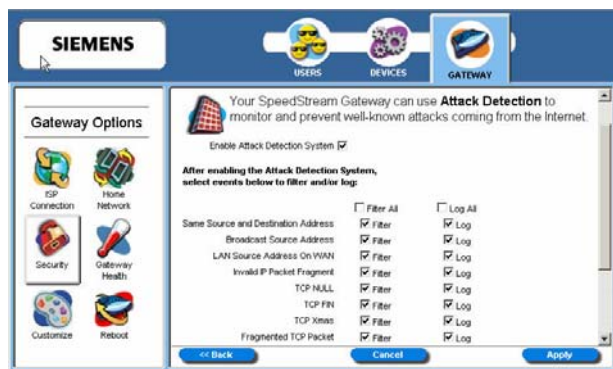 SIEMENS
USERS
DEVICES
GATEWAY
Gateway Options
ISP Connection
Home Network
Security
Gateway Health
Customize
Reboot
Your SpeedStream Gateway can use Attack Detection to
monitor and prevent well-known attacks coming from the Internet.
Enable Attack Detection System
After enabling the Attack Detection System,
select events below to filter and/or log:
Filter All Log All
Same Source and Destination Address Filter Log
Broadcast Source Address Filter Log
LAN Source Address On WAN Filter Log
Invalid IP Packet Fragment Filter Log
TCP NULL Filter Log
TCP FIN Filter Log
TCP Xmas Filter Log
Fragmented TCP Packet Filter Log
<< Back Cancel Apply